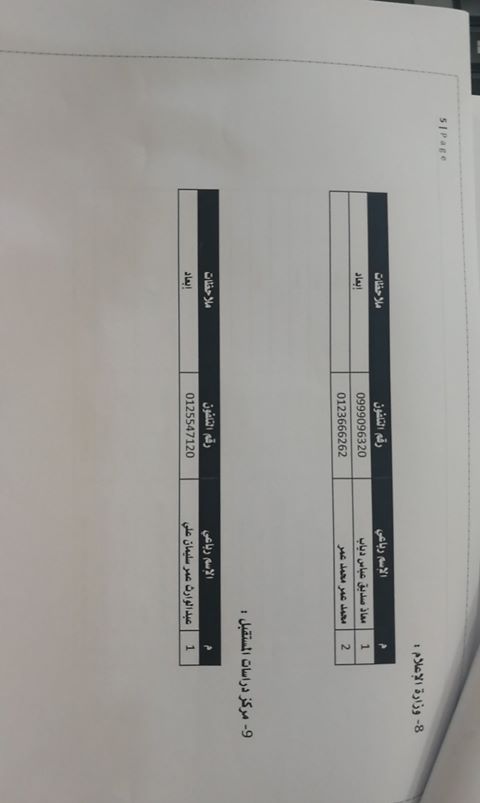 5 | Page
8- وزارة الإعلام :
م الإسم رباعي رقم التلفون ملاحظات
1 معاذ صديق عباس دياب 0999096320 إبعاد
2 محمد عمر محمد عمر 0123666262
9- مركز دراسات المستقبل :
م الإسم رباعي رقم التلفون ملاحظات
1 عبدالوارث عمر سليمان علي 0125547120 إبعاد